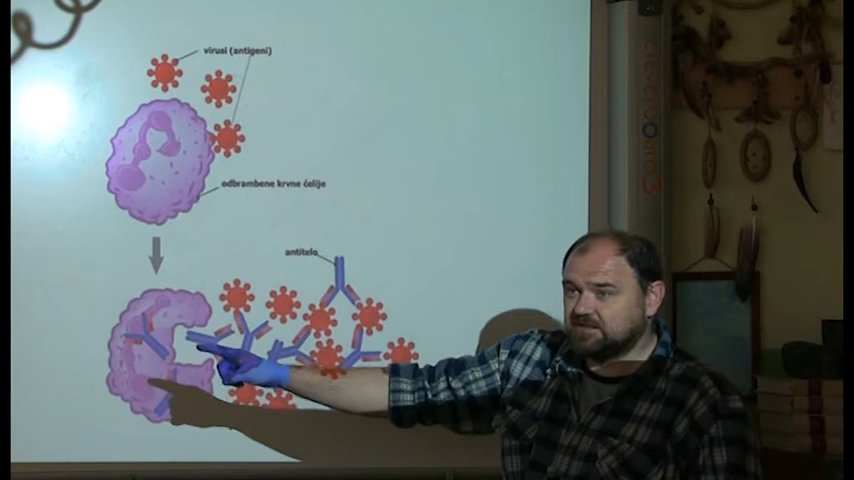 virusi (antigeni)
odbrambene krvne ćelije
antitelo